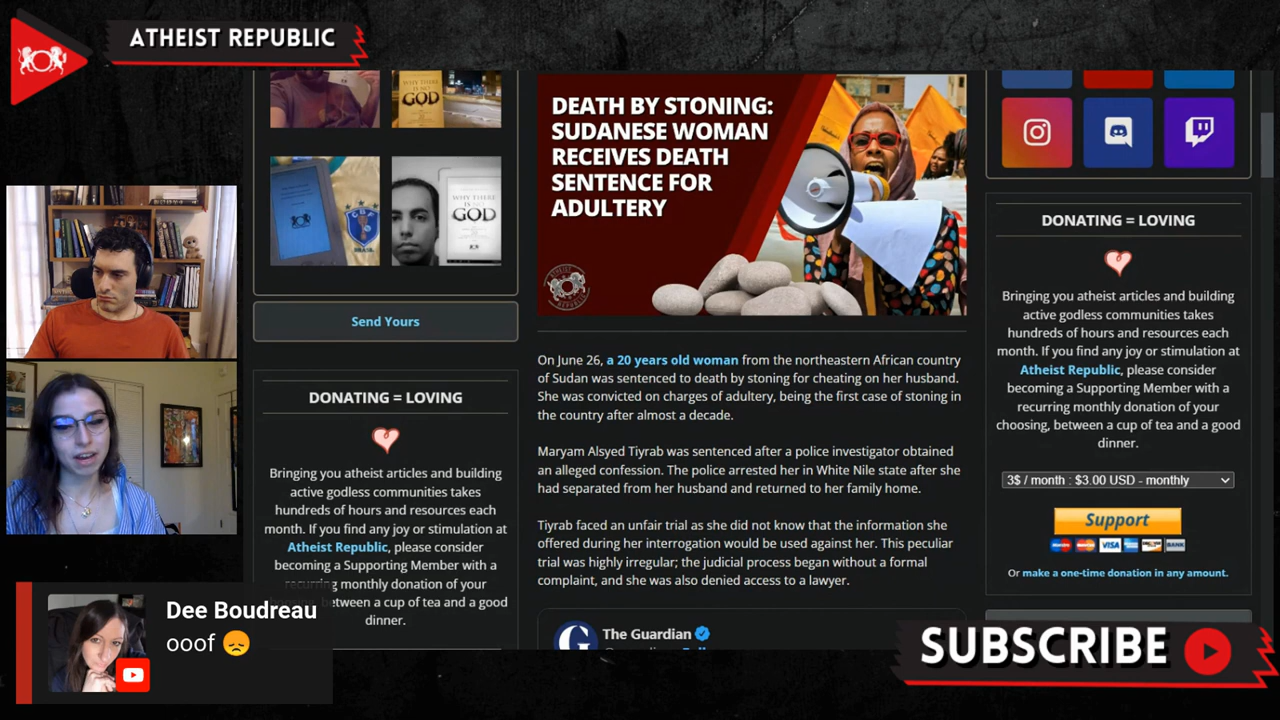 ATHEIST REPUBLIC
WHY THERE
IS NO
GOD
CBF
BRASIL
WHY THERE
IS NO
GOD
Send Yours
DONATING = LOVING
Bringing you atheist articles and building
active godless communities takes
hundreds of hours and resources each
month. If you find any joy or stimulation at
Atheist Republic, please consider
becoming a Supporting Member with a
recurring monthly donation of your
between a cup of tea and a good
dinner.
Dee Boudreau
ooof 😞
DEATH BY STONING:
SUDANESE WOMAN
RECEIVES DEATH
SENTENCE FOR
ADULTERY
ATHEIST
REPUBLIC
On June 26, a 20 years old woman from the northeastern African country
of Sudan was sentenced to death by stoning for cheating on her husband.
She was convicted on charges of adultery, being the first case of stoning in
the country after almost a decade.
Maryam Alsyed Tiyrab was sentenced after a police investigator obtained
an alleged confession. The police arrested her in White Nile state after she
had separated from her husband and returned to her family home.
Tiyrab faced an unfair trial as she did not know that the information she
offered during her interrogation would be used against her. This peculiar
trial was highly irregular; the judicial process began without a formal
complaint, and she was also denied access to a lawyer.
The Guardian
DONATING = LOVING
Bringing you atheist articles and building
active godless communities takes
hundreds of hours and resources each
month. If you find any joy or stimulation at
Atheist Republic, please consider
becoming a Supporting Member with a
recurring monthly donation of your
choosing, between a cup of tea and a good
dinner.
3$ / month : $3.00 USD - monthly
Support
VISA
BANK
Or make a one-time donation in any amount.
SUBSCRIBE